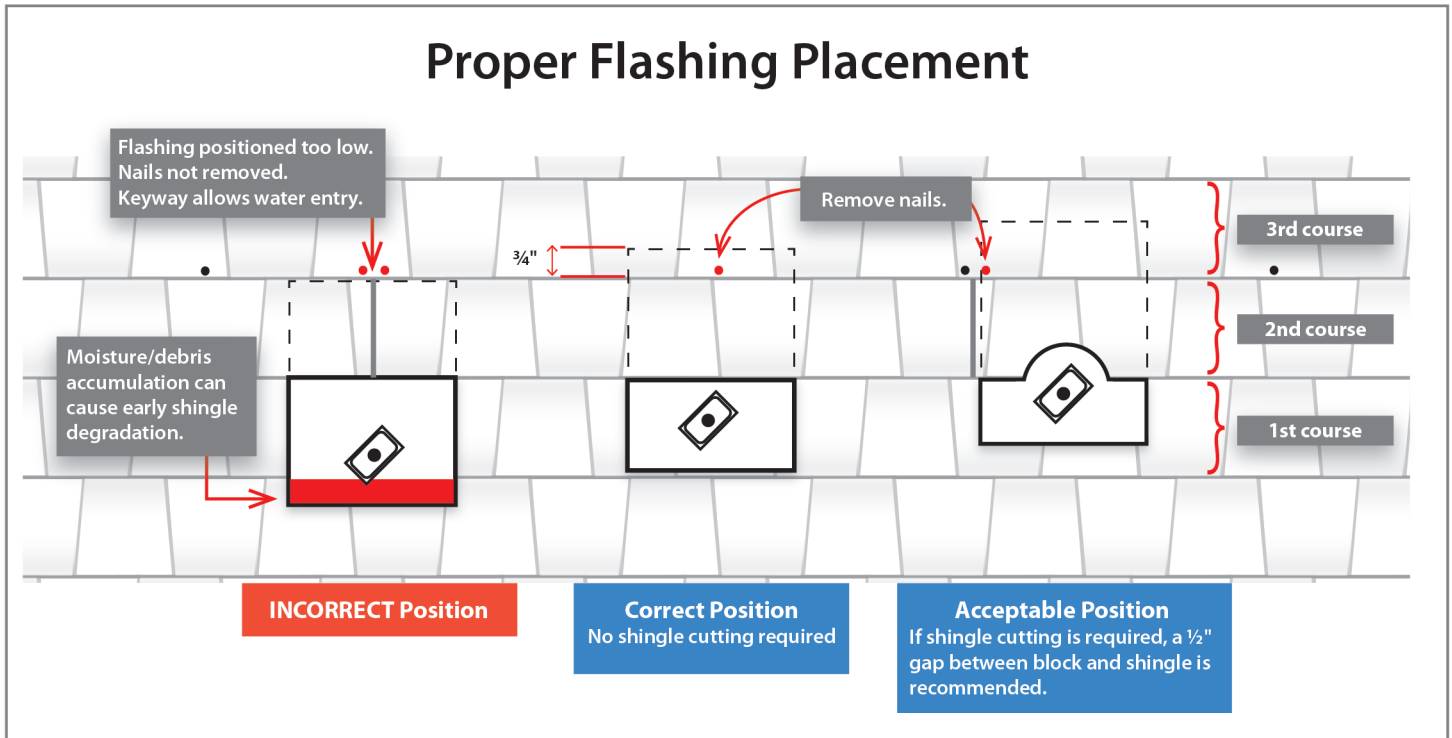 Proper Flashing Placement
Flashing positioned too low.
Nails not removed.
Keyway allows water entry.
Remove nails.
3rd course
¾"
2nd course
Moisture/debris
accumulation can
cause early shingle
degradation.
1st course
INCORRECT Position
Correct Position
No shingle cutting required
Acceptable Position
If shingle cutting is required, a ½"
gap between block and shingle is
recommended.